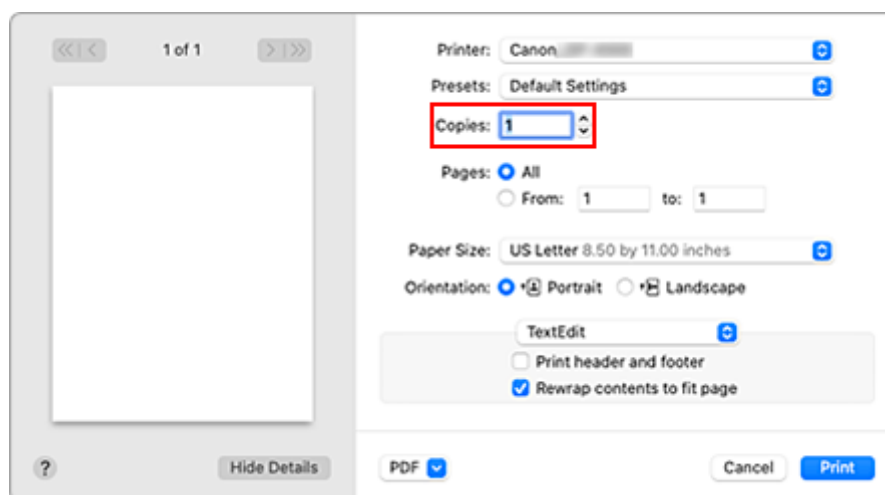 1 of 1
Printer: Canon
Presets: Default Settings
Copies: 1
Pages: All
From: 1 to: 1
Paper Size: US Letter 8.50 by 11.00 inches
Orientation: Portrait Landscape
TextEdit
Print header and footer
Rewrap contents to fit page
? Hide Details PDF Cancel Print